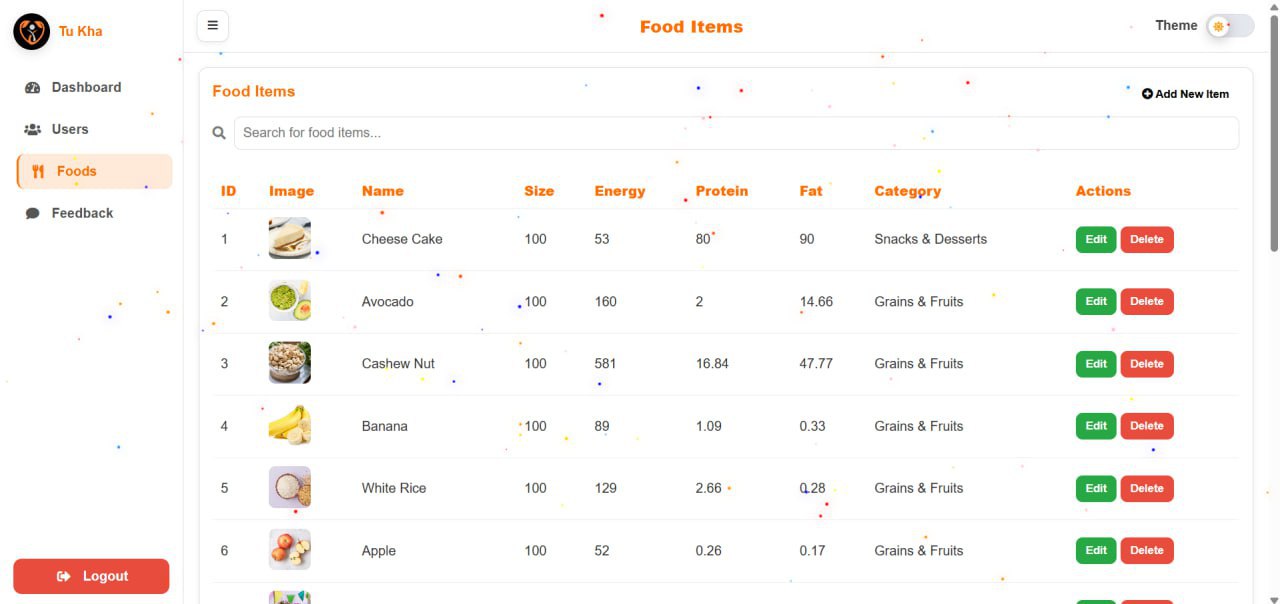 Tu Kha
Dashboard
Users
Foods
Feedback
Logout
Food Items
Theme
Food Items
Add New Item
Search for food items...
ID Image Name Size Energy Protein Fat Category Actions
1 Cheese Cake 100 53 80 90 Snacks & Desserts Edit Delete
2 Avocado 100 160 2 14.66 Grains & Fruits Edit Delete
3 Cashew Nut 100 581 16.84 47.77 Grains & Fruits Edit Delete
4 Banana 100 89 1.09 0.33 Grains & Fruits Edit Delete
5 White Rice 100 129 2.66 0.28 Grains & Fruits Edit Delete
6 Apple 100 52 0.26 0.17 Grains & Fruits Edit Delete